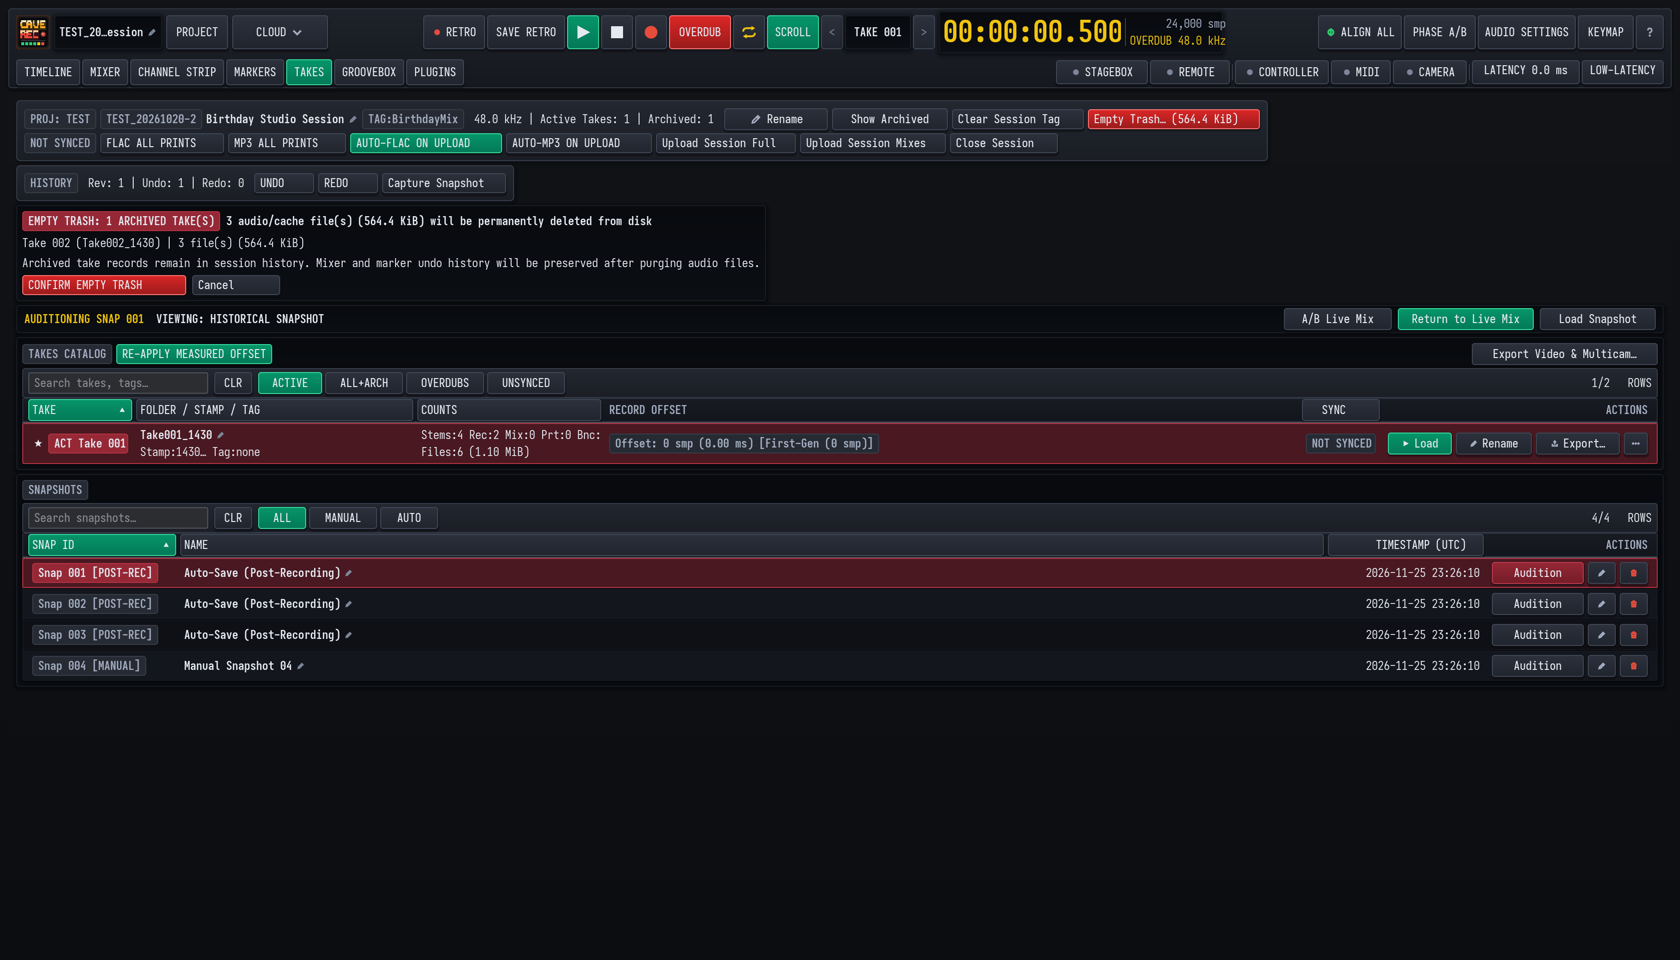 CAVE REC
TEST_20…ession PROJECT CLOUD RETRO SAVE RETRO OVERDUB SCROLL < TAKE 001 > 00:00:00.500 24,000 smp OVERDUB 48.0 kHz ALIGN ALL PHASE A/B AUDIO SETTINGS KEYMAP ?
TIMELINE MIXER CHANNEL STRIP MARKERS TAKES GROOVEBOX PLUGINS STAGEBOX REMOTE CONTROLLER MIDI CAMERA LATENCY 0.0 ms LOW-LATENCY
PROJ: TEST TEST_20261020-2 Birthday Studio Session TAG:BirthdayMix 48.0 kHz | Active Takes: 1 | Archived: 1 Rename Show Archived Clear Session Tag Empty Trash… (564.4 KiB)
NOT SYNCED FLAC ALL PRINTS MP3 ALL PRINTS AUTO-FLAC ON UPLOAD AUTO-MP3 ON UPLOAD Upload Session Full Upload Session Mixes Close Session
HISTORY Rev: 1 | Undo: 1 | Redo: 0 UNDO REDO Capture Snapshot
EMPTY TRASH: 1 ARCHIVED TAKE(S) 3 audio/cache file(s) (564.4 KiB) will be permanently deleted from disk
Take 002 (Take002_1430) | 3 file(s) (564.4 KiB)
Archived take records remain in session history. Mixer and marker undo history will be preserved after purging audio files.
CONFIRM EMPTY TRASH Cancel
AUDITIONING SNAP 001 VIEWING: HISTORICAL SNAPSHOT A/B Live Mix Return to Live Mix Load Snapshot
TAKES CATALOG RE-APPLY MEASURED OFFSET Export Video & Multicam…
Search takes, tags… CLR ACTIVE ALL+ARCH OVERDUBS UNSYNCED 1/2 ROWS
TAKE ▲ FOLDER / STAMP / TAG COUNTS RECORD OFFSET SYNC ACTIONS
★ ACT Take 001 Take001_1430 Stems:4 Rec:2 Mix:0 Prt:0 Bnc: Offset: 0 smp (0.00 ms) [First-Gen (0 smp)] NOT SYNCED Load Rename Export… …
Stamp:1430… Tag:none Files:6 (1.10 MiB)
SNAPSHOTS
Search snapshots… CLR ALL MANUAL AUTO 4/4 ROWS
SNAP ID ▲ NAME TIMESTAMP (UTC) ACTIONS
Snap 001 [POST-REC] Auto-Save (Post-Recording) 2026-11-25 23:26:10 Audition
Snap 002 [POST-REC] Auto-Save (Post-Recording) 2026-11-25 23:26:10 Audition
Snap 003 [POST-REC] Auto-Save (Post-Recording) 2026-11-25 23:26:10 Audition
Snap 004 [MANUAL] Manual Snapshot 04 2026-11-25 23:26:10 Audition